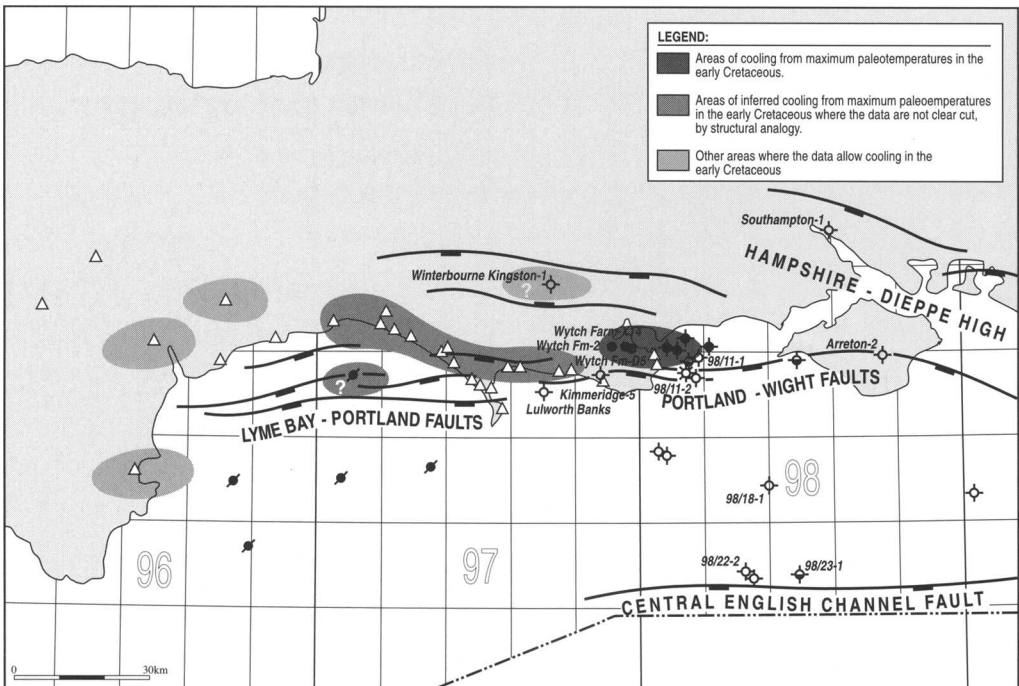 LEGEND:
Areas of cooling from maximum paleotemperatures in the
early Cretaceous.
Areas of inferred cooling from maximum paleoemperatures
in the early Cretaceous where the data are not clear cut,
by structural analogy.
Other areas where the data allow cooling in the
early Cretaceous
Southampton-1
HAMPSHIRE - DIEPPE HIGH
Winterbourne Kingston-1
?
Wytch Farm-X14
Wytch Fm-2
Wytch Fm-D5
Arreton-2
98/11-1
?
Kimmeridge-5
98/11-2
Lulworth Banks
PORTLAND - WIGHT FAULTS
LYME BAY - PORTLAND FAULTS
98
98/18-1
96
97
98/22-2
98/23-1
CENTRAL ENGLISH CHANNEL FAULT
0
30km